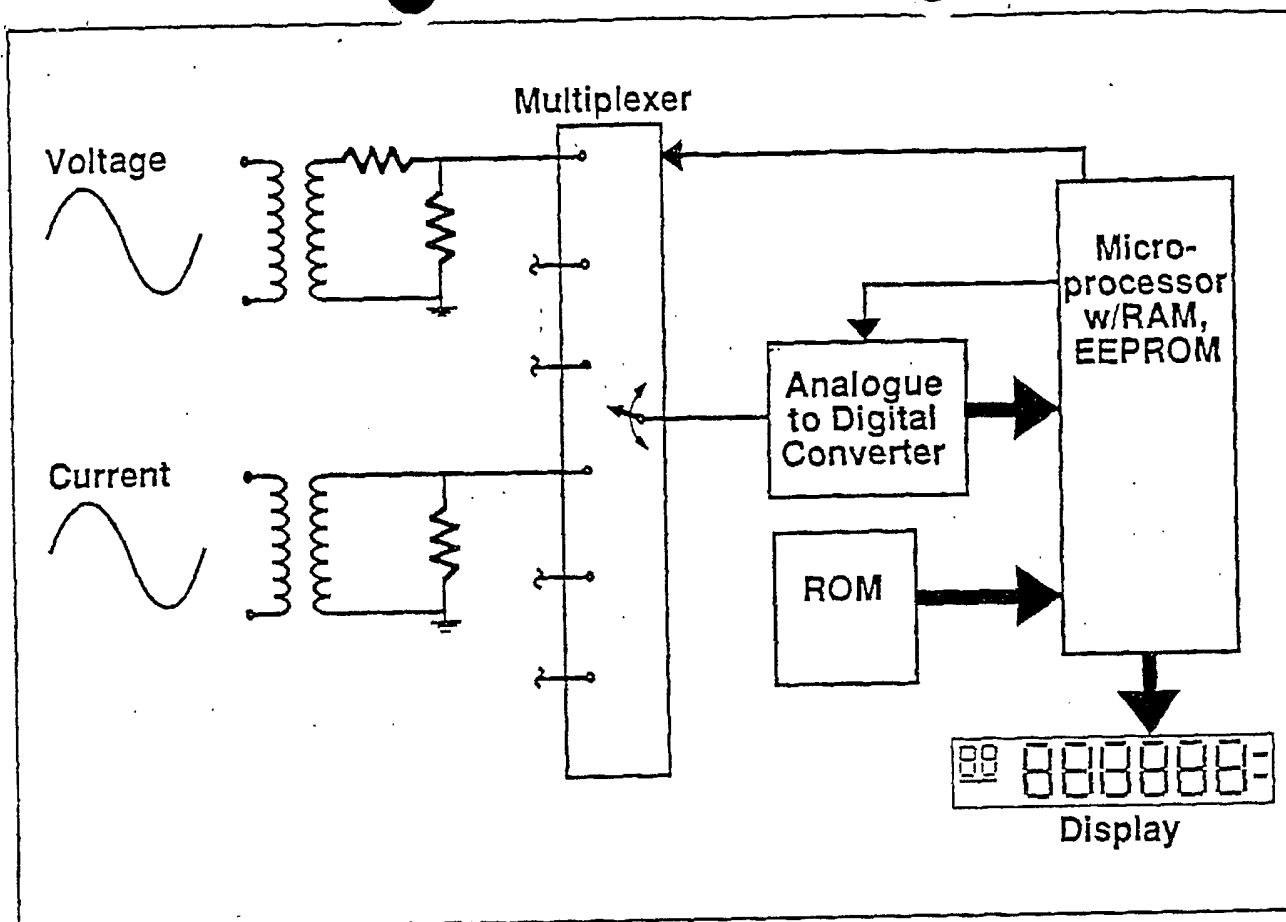 Multiplexer
Voltage
Current
Micro-
processor
w/RAM,
EEPROM
Analogue
to Digital
Converter
ROM
Display